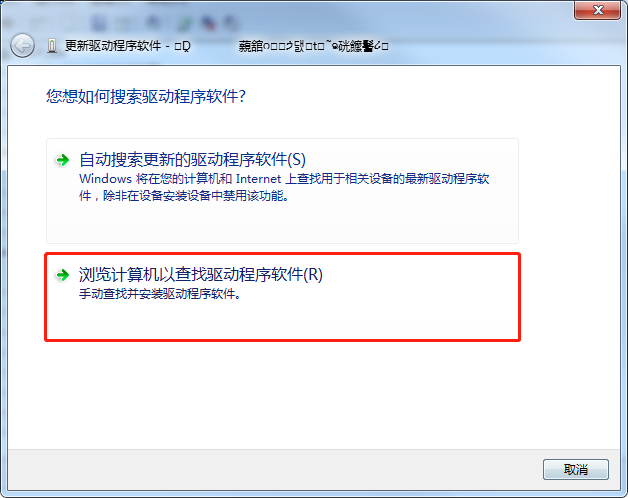 更新驱动程序软件 -
您想如何搜索驱动程序软件?
自动搜索更新的驱动程序软件(S)
Windows 将在您的计算机和 Internet 上查找用于相关设备的最新驱动程序软
件，除非在设备安装设备中禁用该功能。
浏览计算机以查找驱动程序软件(R)
手动查找并安装驱动程序软件。
取消